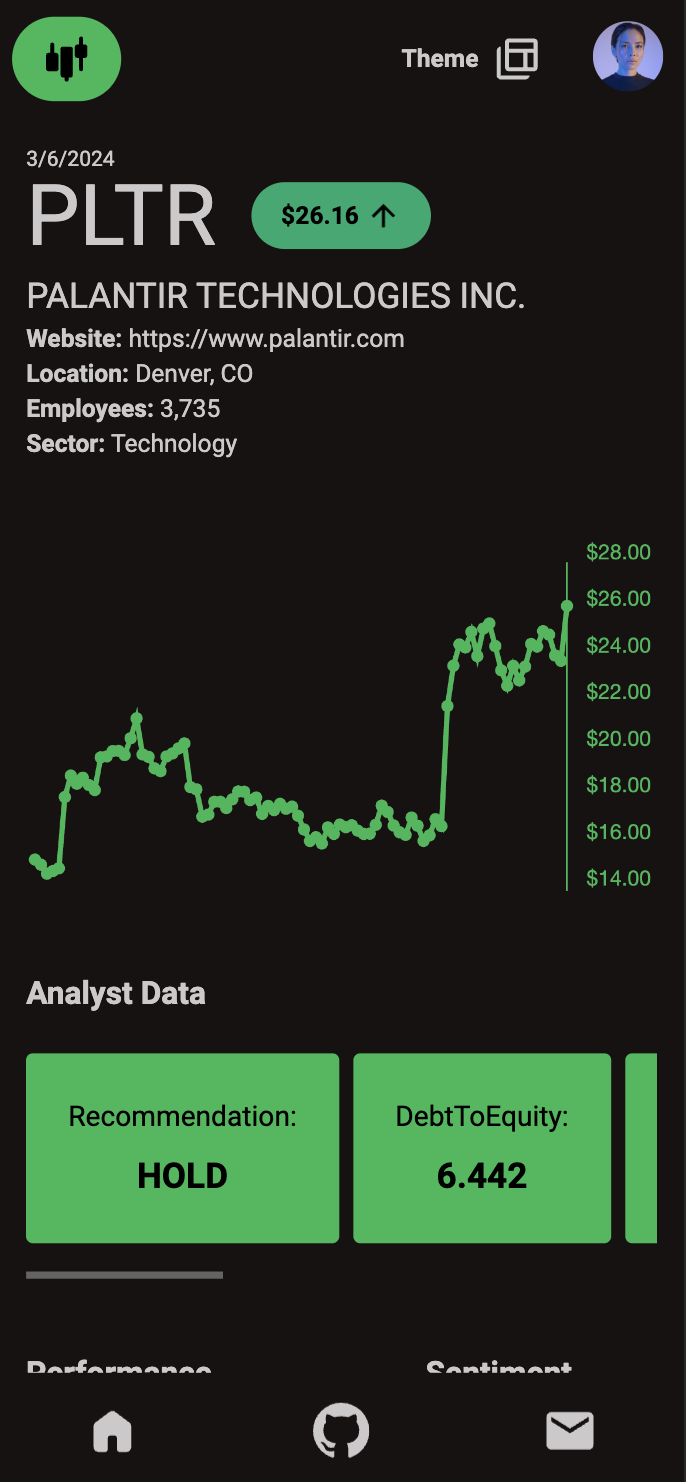 Theme
3/6/2024
PLTR
$26.16
PALANTIR TECHNOLOGIES INC.
Website: https://www.palantir.com
Location: Denver, CO
Employees: 3,735
Sector: Technology
$28.00
$26.00
$24.00
$22.00
$20.00
$18.00
$16.00
$14.00
Analyst Data
Recommendation:
HOLD
DebtToEquity:
6.442
Performance
Sentiment